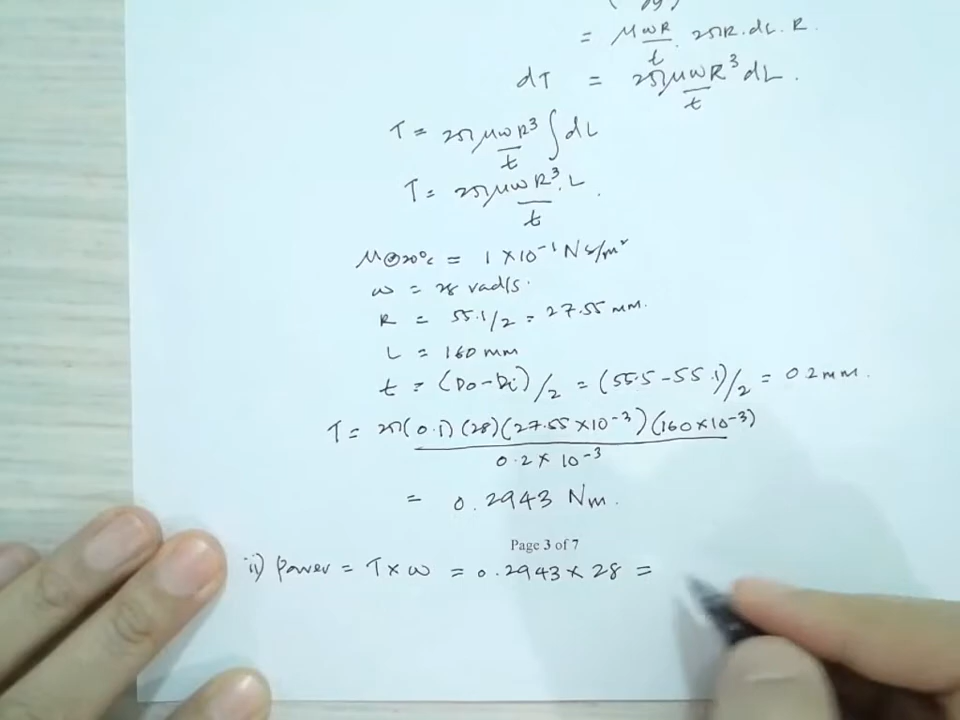 = μωR/t . 2πR.dL.R.
dT = 2πμωR³/t dL.
T = 2πμωR³/t ∫dL
T = 2πμωR³/t . L .
μ@20°c = 1 × 10⁻¹ Ns/m²
ω = 28 rad/s.
R = 55.1/2 = 27.55 mm.
L = 160 mm
t = (Do-Di)/2 = (55.5-55.1)/2 = 0.2 mm.
T = 2π(0.1)(28)(27.55×10⁻³)(160×10⁻³)
0.2 × 10⁻³
= 0.2943 Nm.
Page 3 of 7
ii) Power = T×ω = 0.2943 × 28 =